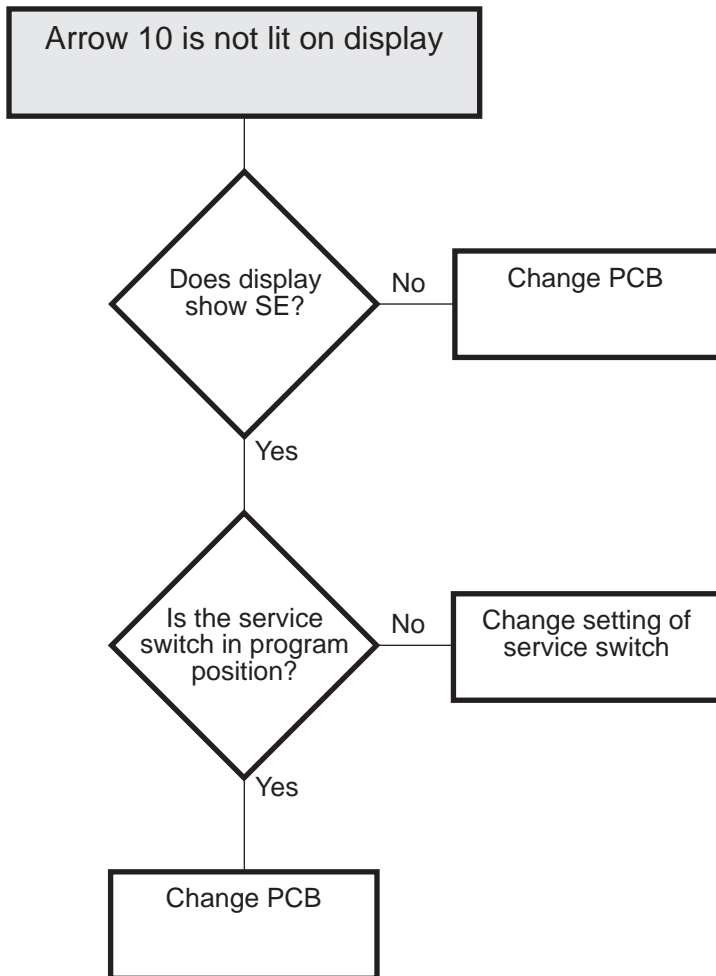 Arrow 10 is not lit on display
Does display
show SE?
No
Change PCB
Yes
Is the service
switch in program
position?
No
Change setting of
service switch
Yes
Change PCB